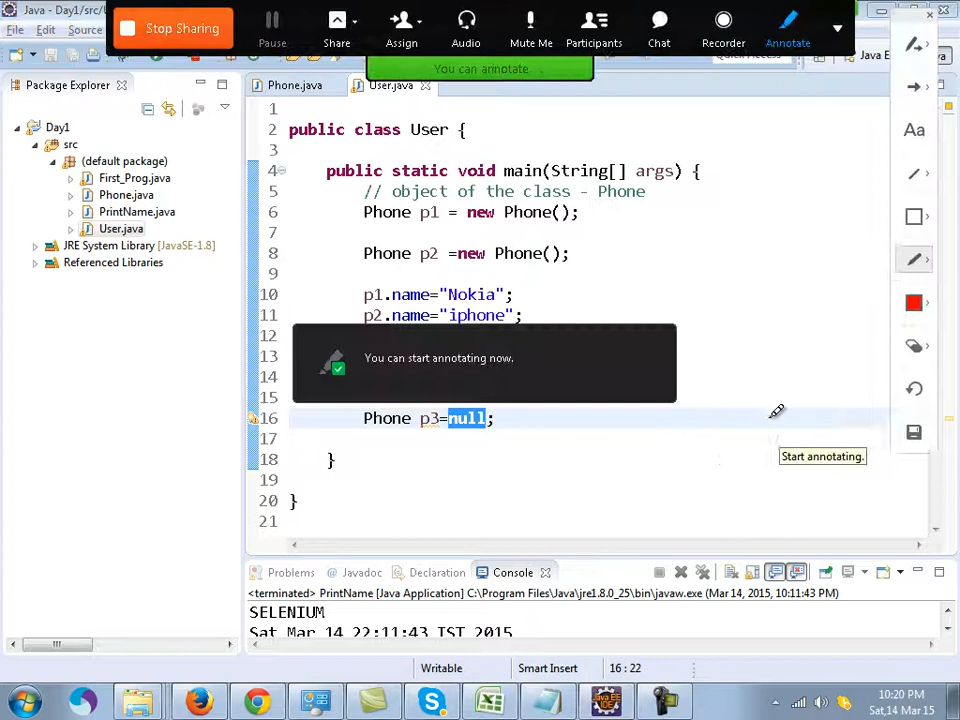 Java - Day1/src/U
Stop Sharing
Pause
Share
Assign
Audio
Mute Me
Participants
Chat
Recorder
Annotate
File
Edit
Source
You can annotate
Java E
Package Explorer
Phone.java
User.java
Day1
src
(default package)
First_Prog.java
Phone.java
PrintName.java
User.java
JRE System Library [JavaSE-1.8]
Referenced Libraries
1
2 public class User {
3
4 public static void main(String[] args) {
5 // object of the class - Phone
6 Phone p1 = new Phone();
7
8 Phone p2 =new Phone();
9
10 p1.name="Nokia";
11 p2.name="iphone";
12
13
14
15
16 Phone p3=null;
17
18 }
19
20 }
21
You can start annotating now.
Start annotating.
Aa
Problems
@ Javadoc
Declaration
Console
<terminated> PrintName [Java Application] C:\Program Files\Java\jre1.8.0_25\bin\javaw.exe (Mar 14, 2015, 10:11:43 PM)
SELENIUM
Sat Mar 14 22:11:43 IST 2015
Writable
Smart Insert
16 : 22
10:20 PM
Sat,14 Mar 15